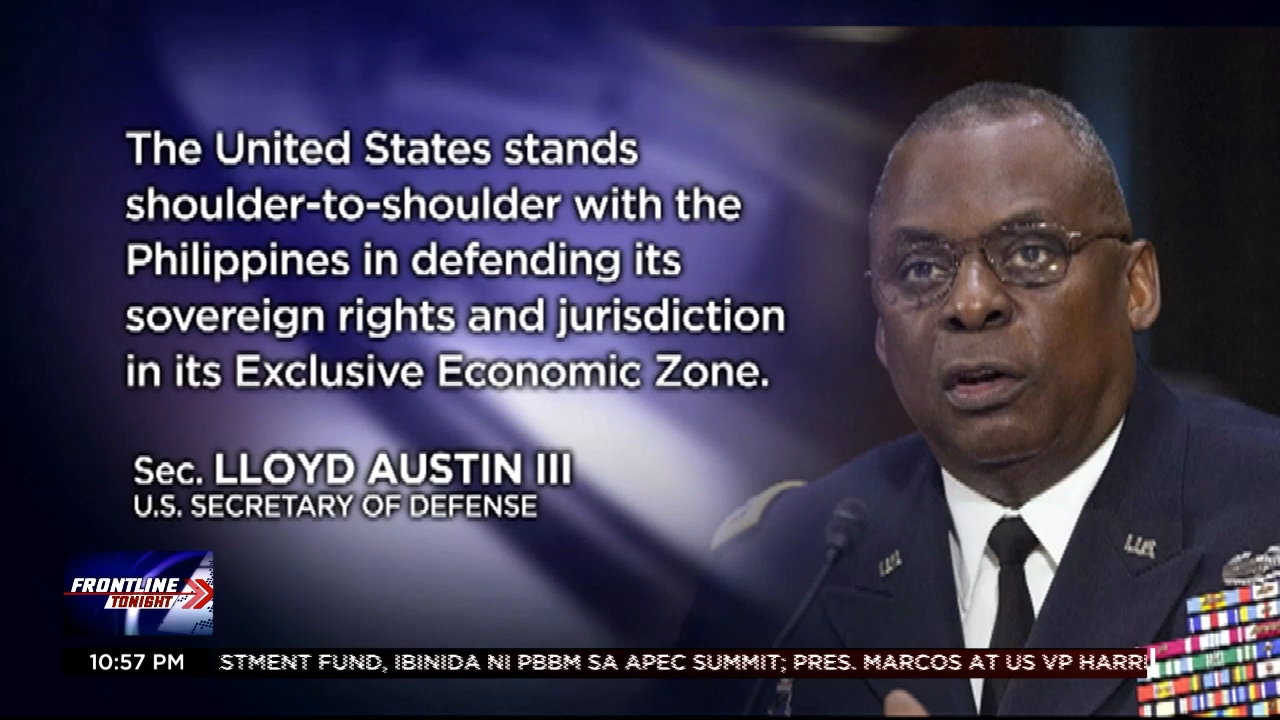 The United States stands
shoulder-to-shoulder with the
Philippines in defending its
sovereign rights and jurisdiction
in its Exclusive Economic Zone.
Sec. LLOYD AUSTIN III
U.S. SECRETARY OF DEFENSE
FRONTLINE
TONIGHT
10:57 PM
STMENT FUND, IBINIDA NI PBBM SA APEC SUMMIT; PRES. MARCOS AT US VP HARRI